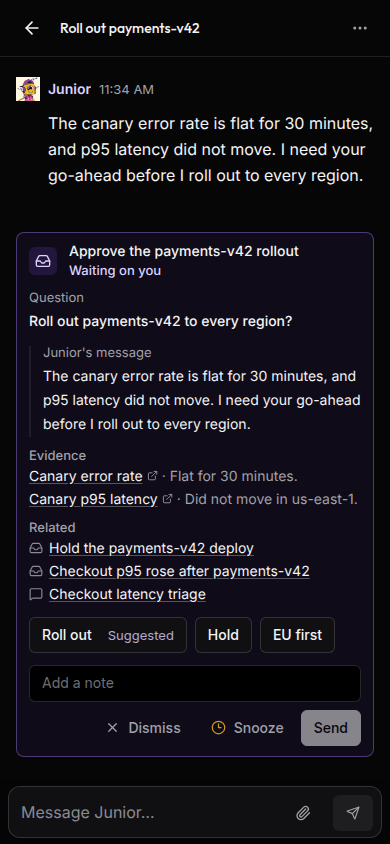 Roll out payments-v42
Junior 11:34 AM
The canary error rate is flat for 30 minutes,
and p95 latency did not move. I need your
go-ahead before I roll out to every region.
Approve the payments-v42 rollout
Waiting on you
Question
Roll out payments-v42 to every region?
Junior's message
The canary error rate is flat for 30 minutes, and
p95 latency did not move. I need your go-ahead
before I roll out to every region.
Evidence
Canary error rate · Flat for 30 minutes.
Canary p95 latency · Did not move in us-east-1.
Related
Hold the payments-v42 deploy
Checkout p95 rose after payments-v42
Checkout latency triage
Roll out Suggested Hold EU first
Add a note
Dismiss Snooze Send
Message Junior...